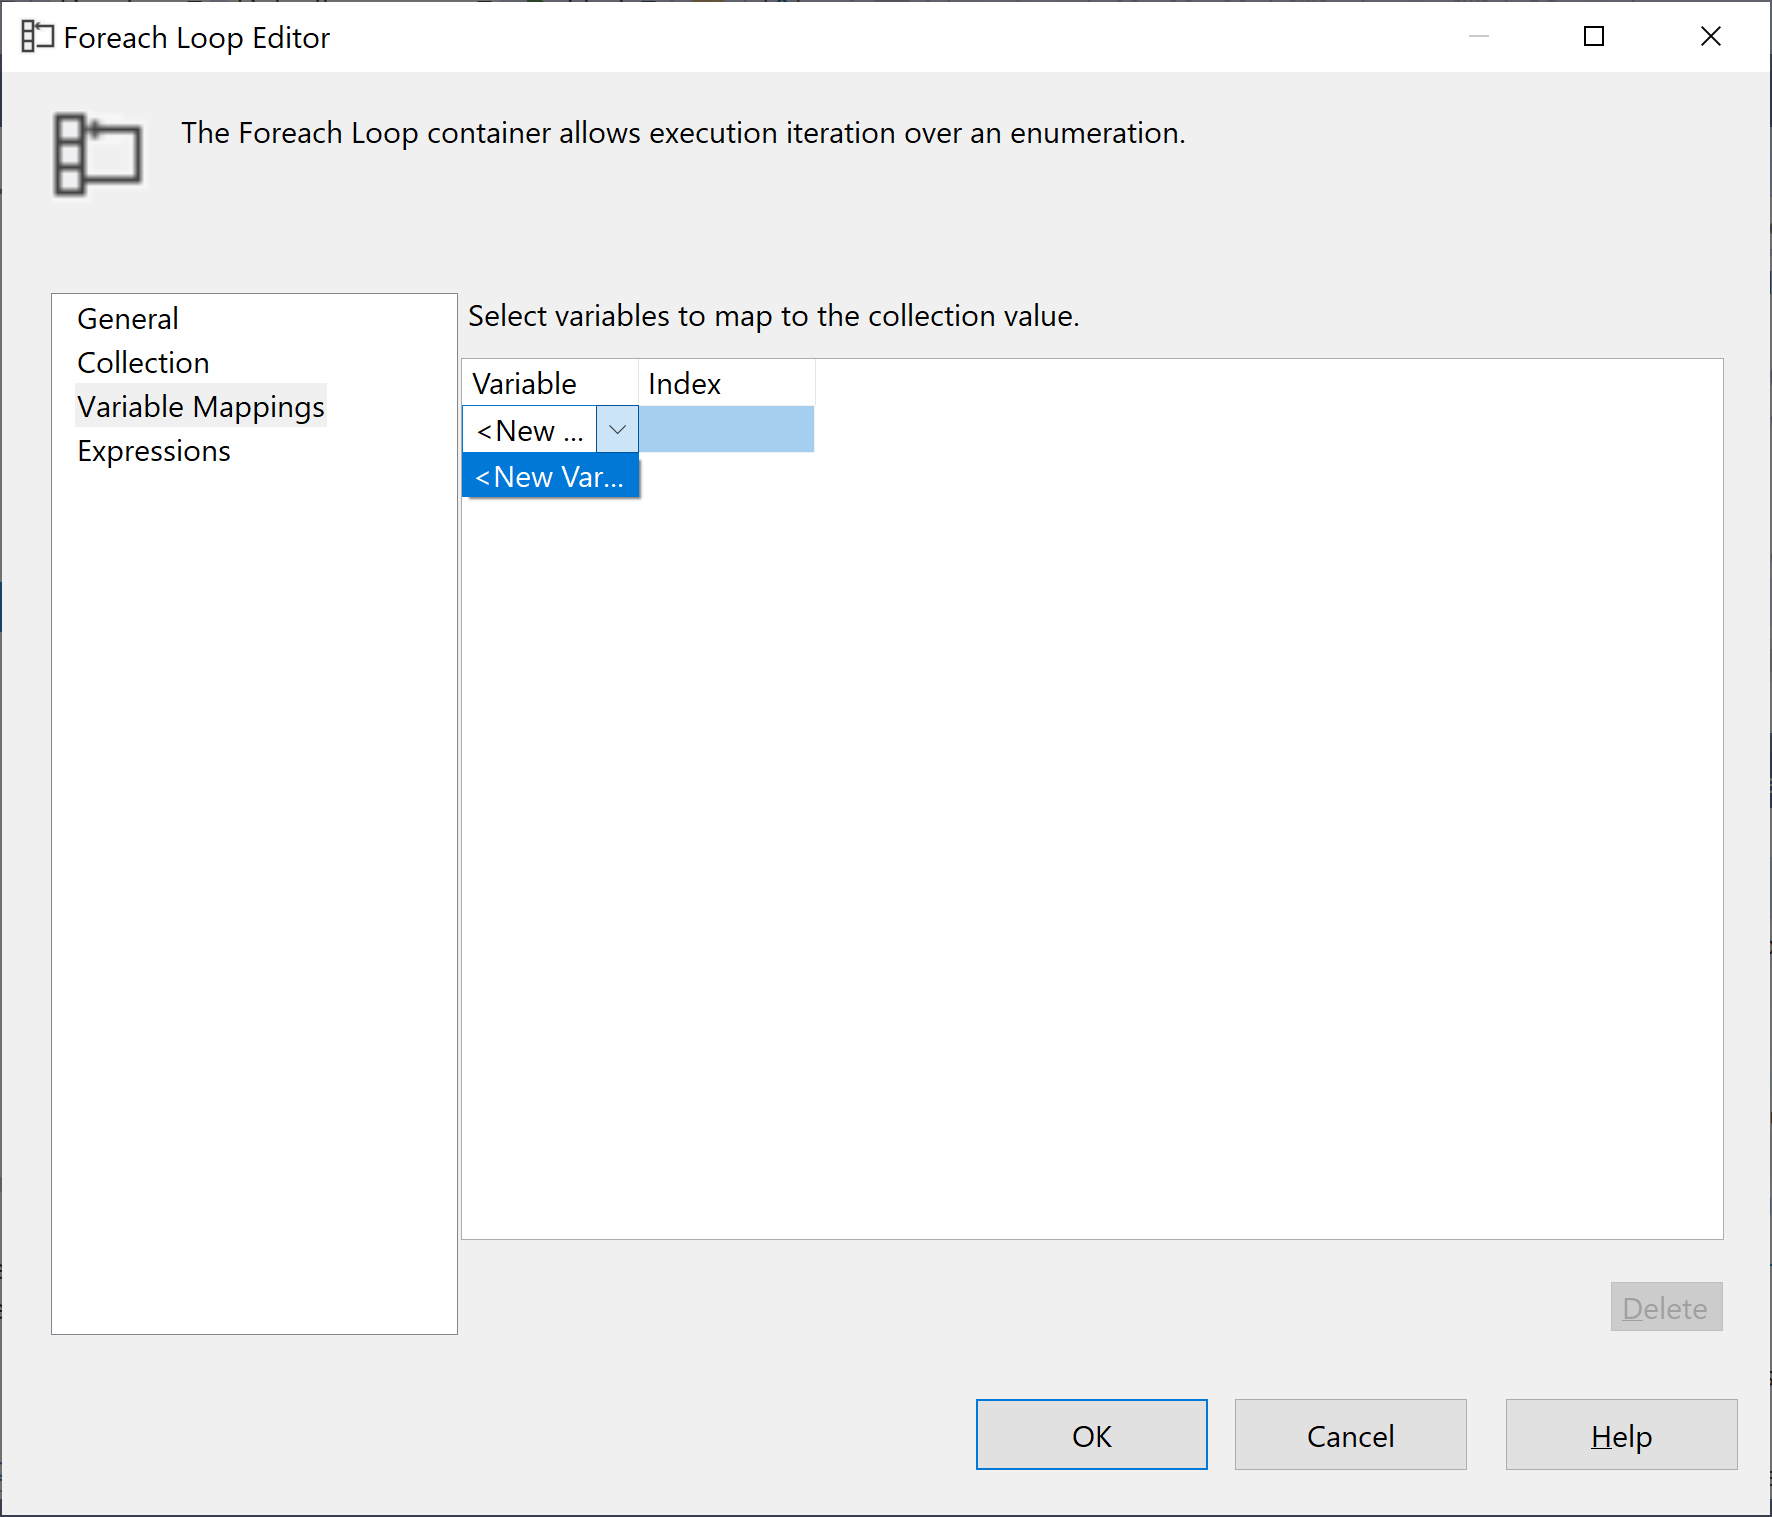 Foreach Loop Editor
The Foreach Loop container allows execution iteration over an enumeration.
General
Collection
Variable Mappings
Expressions
Select variables to map to the collection value.
Variable Index
<New ...
<New Var...
Delete
OK Cancel Help